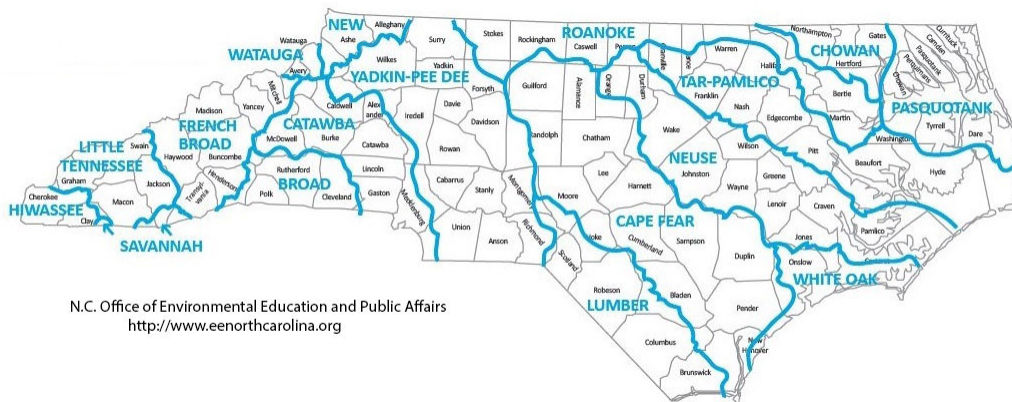 NEW
Alleghany
Ashe
Watauga
WATAUGA
Avery
Wilkes
Surry
Stokes
Rockingham
ROANOKE
Caswell
Person
Granville
Warren
Northampton
Gates
Currituck
Camden
Pasquotank
Perquimans
Chowan
CHOWAN
Hertford
Halifax
Bertie
Yadkin
YADKIN-PEE DEE
Forsyth
Guilford
Alamance
Orange
Durham
TAR-PAMLICO
Franklin
Nash
Edgecombe
Martin
PASQUOTANK
Washington
Tyrrell
Dare
Mitchell
Madison
Yancey
Caldwell
Alex
ander
Iredell
Davie
Davidson
Randolph
Chatham
Wake
Wilson
Pitt
Beaufort
Hyde
FRENCH
BROAD
CATAWBA
McDowell
Burke
Catawba
Rowan
LITTLE
TENNESSEE
Swain
Haywood
Buncombe
NEUSE
Johnston
Greene
Wayne
Lenoir
Craven
Pamlico
Graham
Cherokee
HIWASSEE
Clay
Macon
Jackson
Transyl-
vania
Henderson
Rutherford
Polk
BROAD
Cleveland
Lincoln
Gaston
Mecklenburg
Cabarrus
Stanly
Montgomery
Moore
Lee
Harnett
CAPE FEAR
Cumberland
Sampson
Duplin
Jones
Onslow
WHITE OAK
SAVANNAH
Union
Anson
Richmond
Scotland
Hoke
Robeson
LUMBER
Bladen
Pender
Columbus
New
Hanover
Brunswick
N.C. Office of Environmental Education and Public Affairs
http://www.eenorthcarolina.org